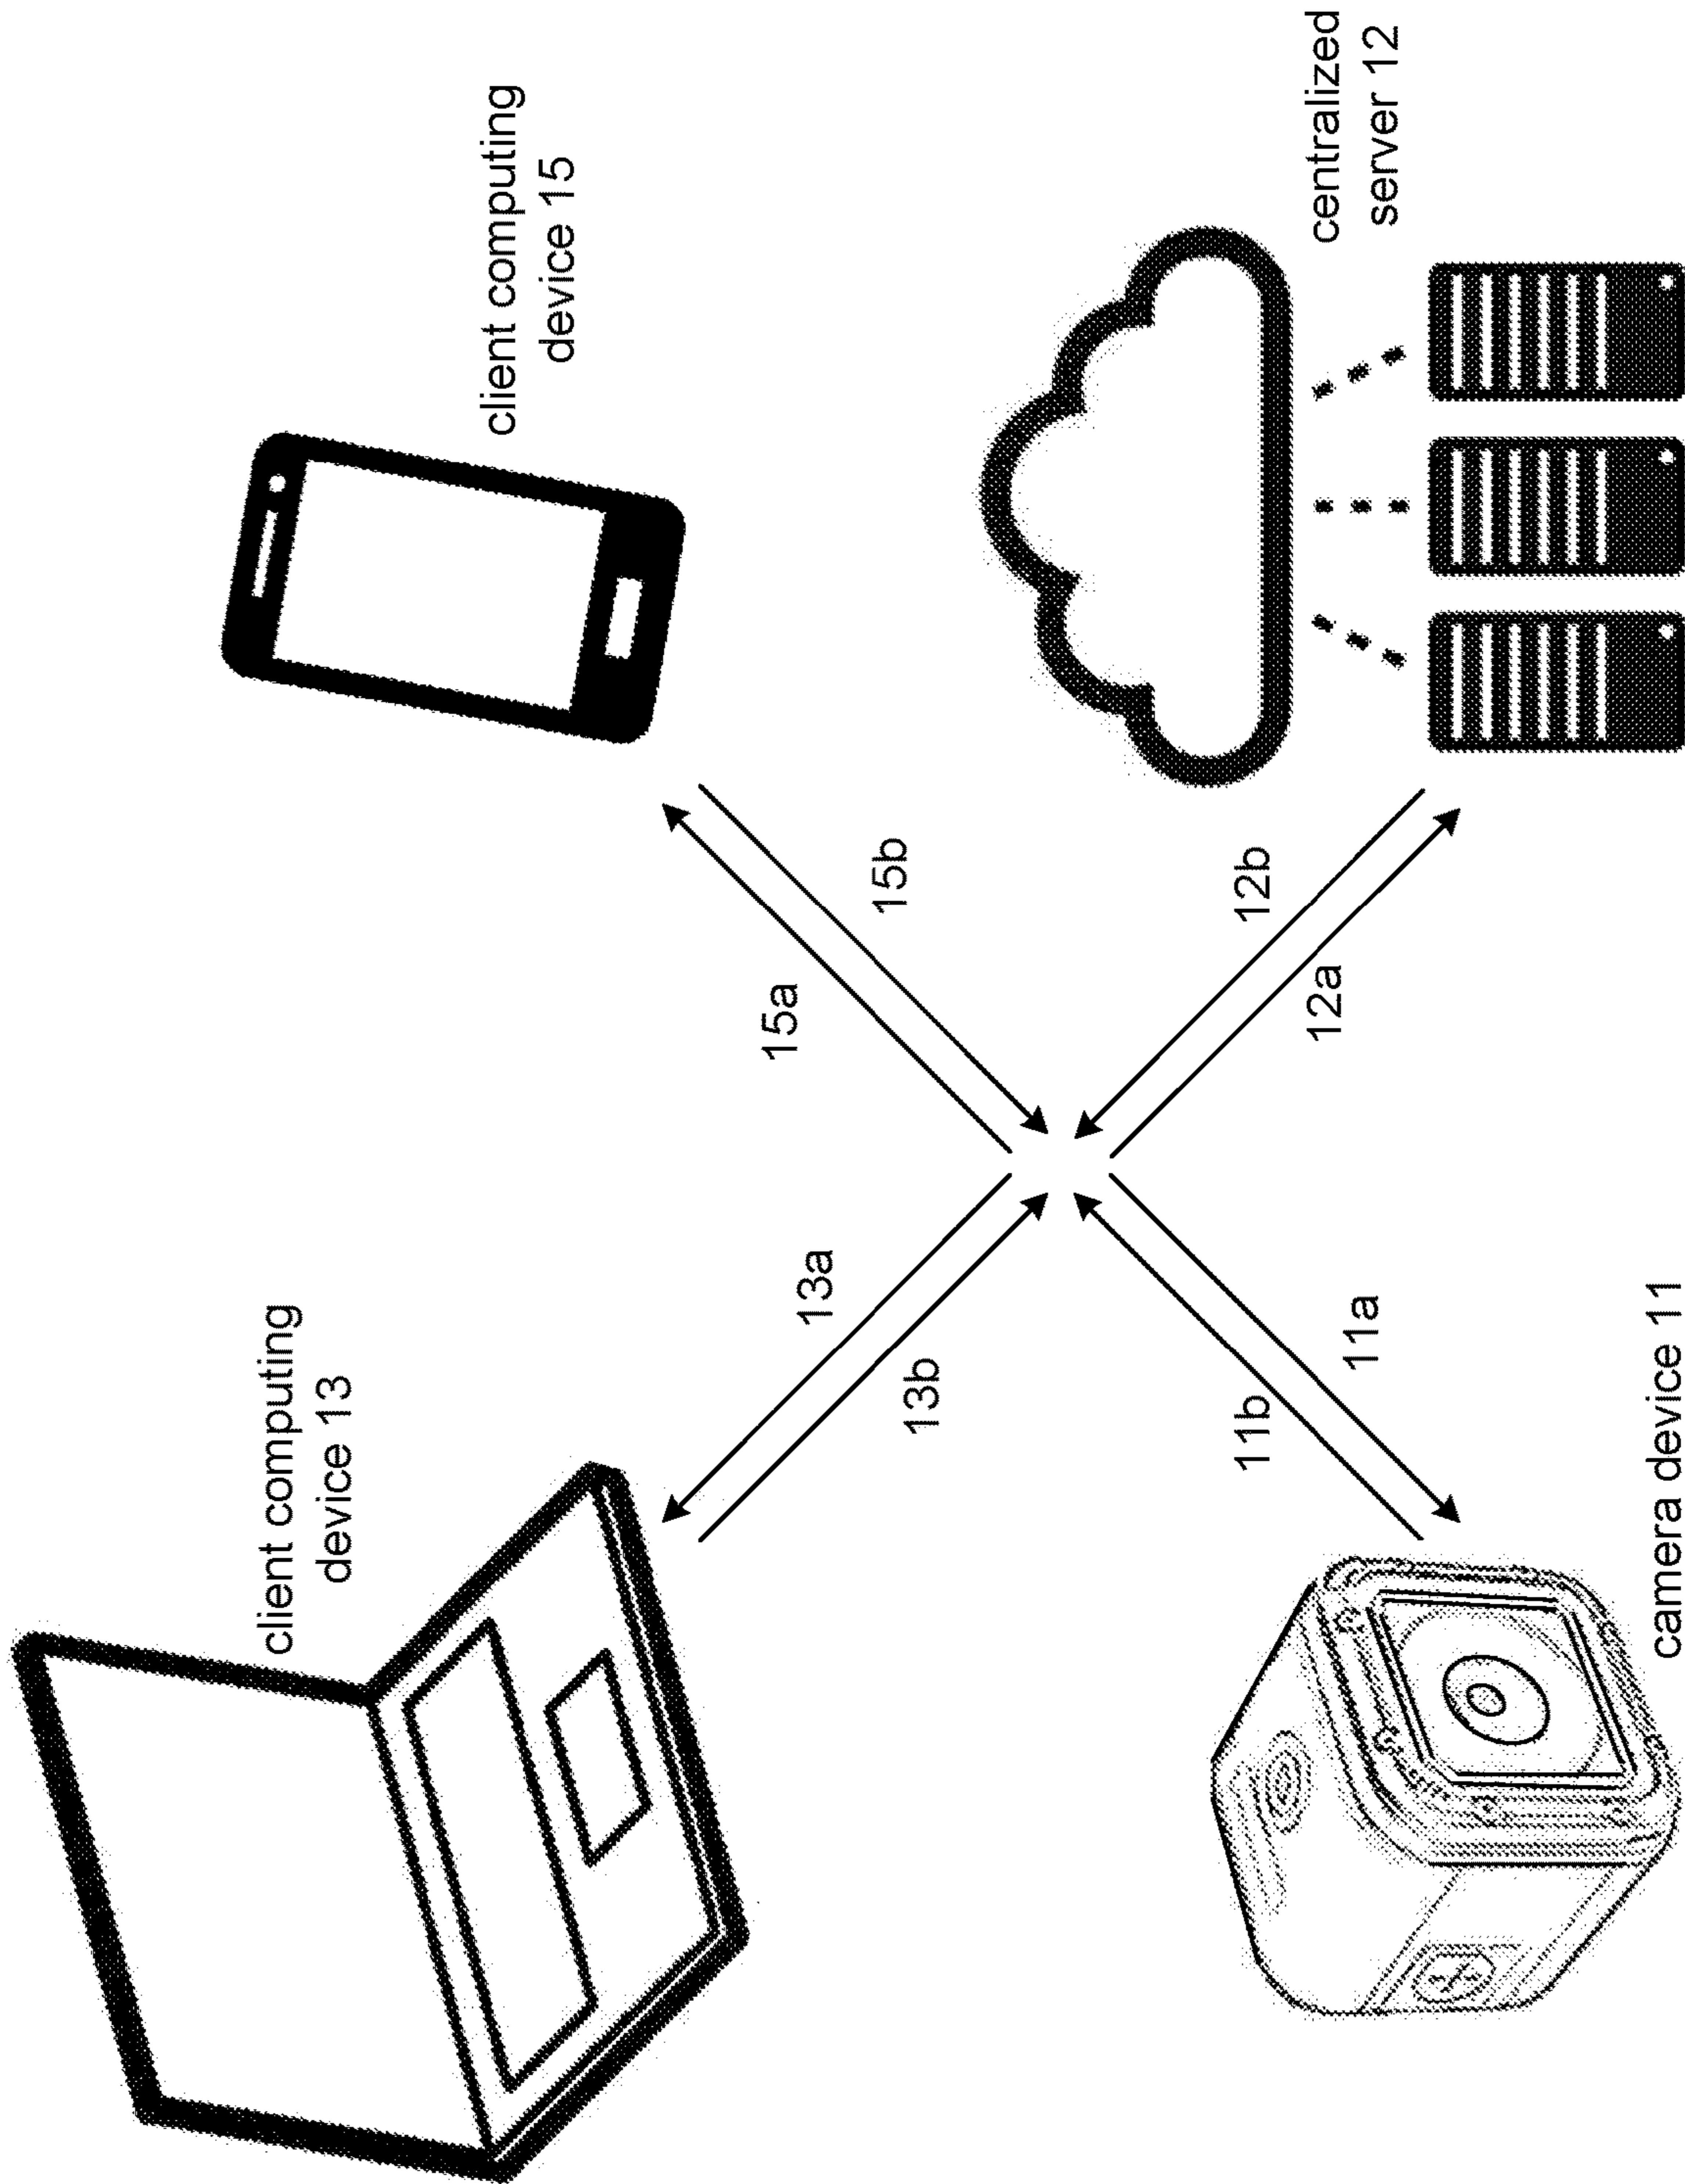 client computing
device 13
client computing
device 15
13a
13b
15a
15b
11b
11a
12b
12a
camera device 11
centralized
server 12